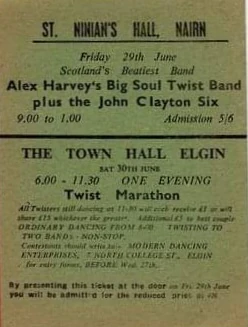 ST. NINIAN'S HALL, NAIRN
Friday 29th June
Scotland's Beatiest Band
Alex Harvey's Big Soul Twist Band
plus the John Clayton Six
9.00 to 1.00 Admission 5/6
THE TOWN HALL ELGIN
SAT 30TH JUNE
6.00 - 11.30 ONE EVENING
Twist Marathon
All Twisters still dancing at 11.30 will each receive £1 or will
share £15 whichever the greater. Additional £5 to best couple
ORDINARY DANCING FROM TWISTING TO
TWO BANDS - NON-STOP.
Contestants should write to:- MODERN DANCING
ENTERPRISES, 7 NORTH COLLEGE ST., ELGIN
for entry forms, BEFORE Wed. 27th.
By presenting this ticket at the door on Fri. 29th June
you will be admitted for the reduced price of